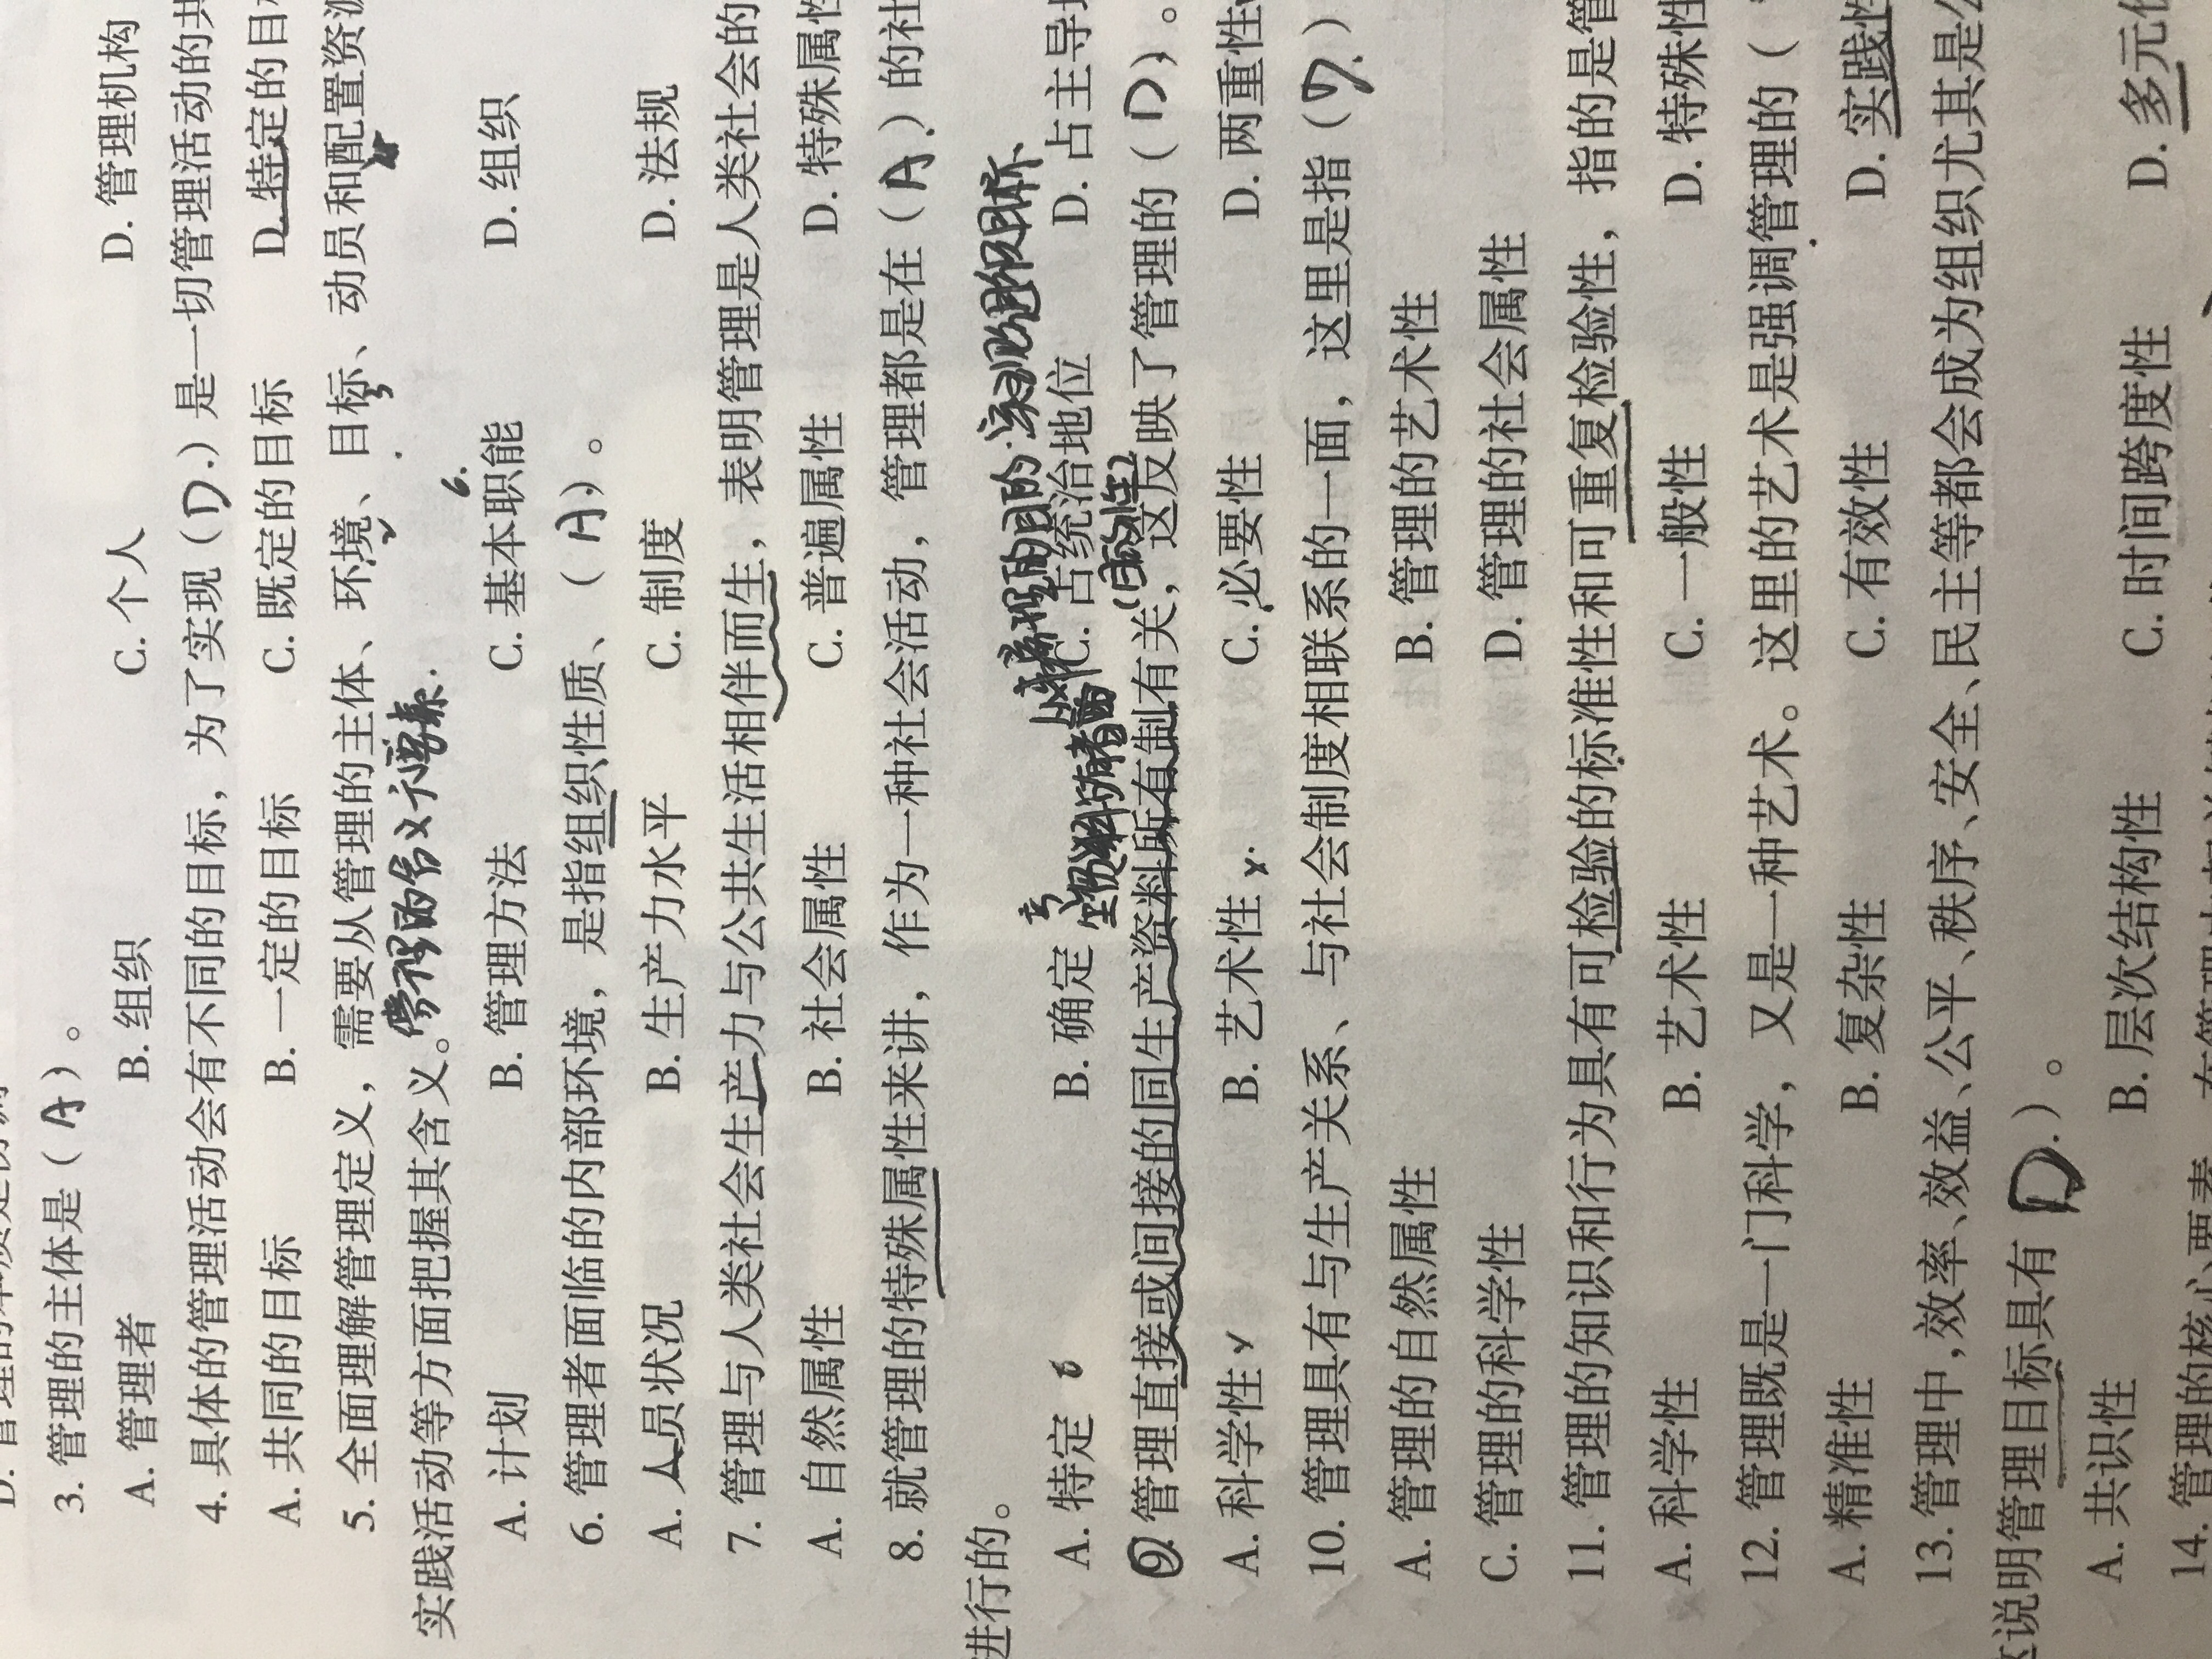 3. 管理的主体是（A）。
A. 管理者 B. 组织 C. 个人 D. 管理机构
4. 具体的管理活动会有不同的目标，为了实现（D.）是一切管理活动的共
A. 共同的目标 B. 一定的目标 C. 既定的目标 D. 特定的目标
5. 全面理解管理定义，需要从管理的主体、环境、目标、动员和配置资源
实践活动等方面把握其含义。
6.
A. 计划 B. 管理方法 C. 基本职能 D. 组织
6. 管理者面临的内部环境，是指组织性质、（A）。
A. 人员状况 B. 生产力水平 C. 制度 D. 法规
7. 管理与人类社会生产力与公共生活相伴而生，表明管理是人类社会的
A. 自然属性 B. 社会属性 C. 普遍属性 D. 特殊属性
8. 就管理的特殊属性来讲，作为一种社会活动，管理都是在（A.）的社
进行的。
A. 特定 B. 确定 C. 占统治地位 D. 占主导
9. 管理直接或间接的同生产资料所有制有关，这反映了管理的（D）。
A. 科学性 B. 艺术性 C. 必要性 D. 两重性
10. 管理具有与生产关系、与社会制度相联系的一面，这里是指（D.）
A. 管理的自然属性 B. 管理的艺术性
C. 管理的科学性 D. 管理的社会属性
11. 管理的知识和行为具有可检验的标准性和可重复检验性，指的是管
A. 科学性 B. 艺术性 C. 一般性 D. 特殊性
12. 管理既是一门科学，又是一种艺术。这里的艺术是强调管理的（
A. 精准性 B. 复杂性 C. 有效性 D. 实践性
13. 管理中,效率、效益、公平、秩序、安全、民主等都会成为组织尤其是公
这说明管理目标具有（D.）。
A. 共识性 B. 层次结构性 C. 时间跨度性 D. 多元
14. 管理的核心要素